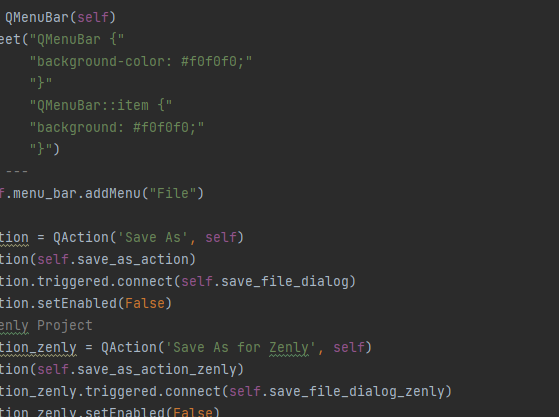 QMenuBar(self)
eet("QMenuBar {"
"background-color: #f0f0f0;"
"}"
"QMenuBar::item {"
"background: #f0f0f0;"
"}")
---
f.menu_bar.addMenu("File")
tion = QAction('Save As', self)
tion(self.save_as_action)
tion.triggered.connect(self.save_file_dialog)
tion.setEnabled(False)
enly Project
tion_zenly = QAction('Save As for Zenly', self)
tion(self.save_as_action_zenly)
tion_zenly.triggered.connect(self.save_file_dialog_zenly)
tion_zenly.setEnabled(False)